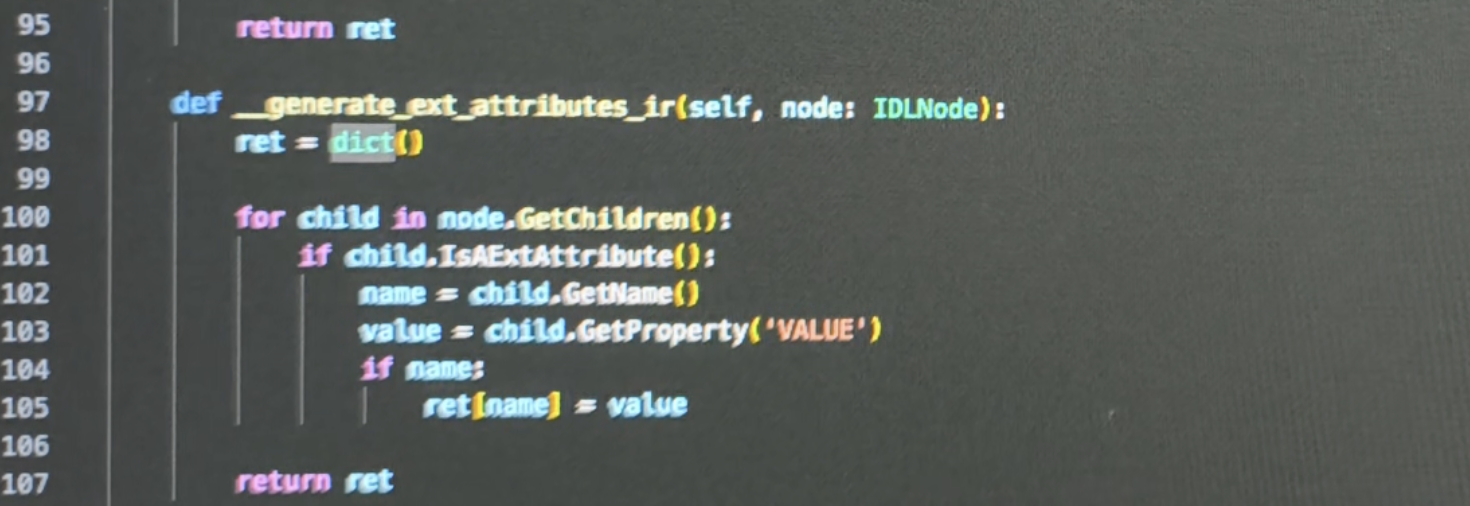 95 return ret
96
97 def __generate_ext_attributes_ir(self, node: IDLNode):
98 ret = dict()
99
100 for child in node.GetChildren():
101 if child.IsAExtAttribute():
102 name = child.GetName()
103 value = child.GetProperty('VALUE')
104 if name:
105 ret[name] = value
106
107 return ret